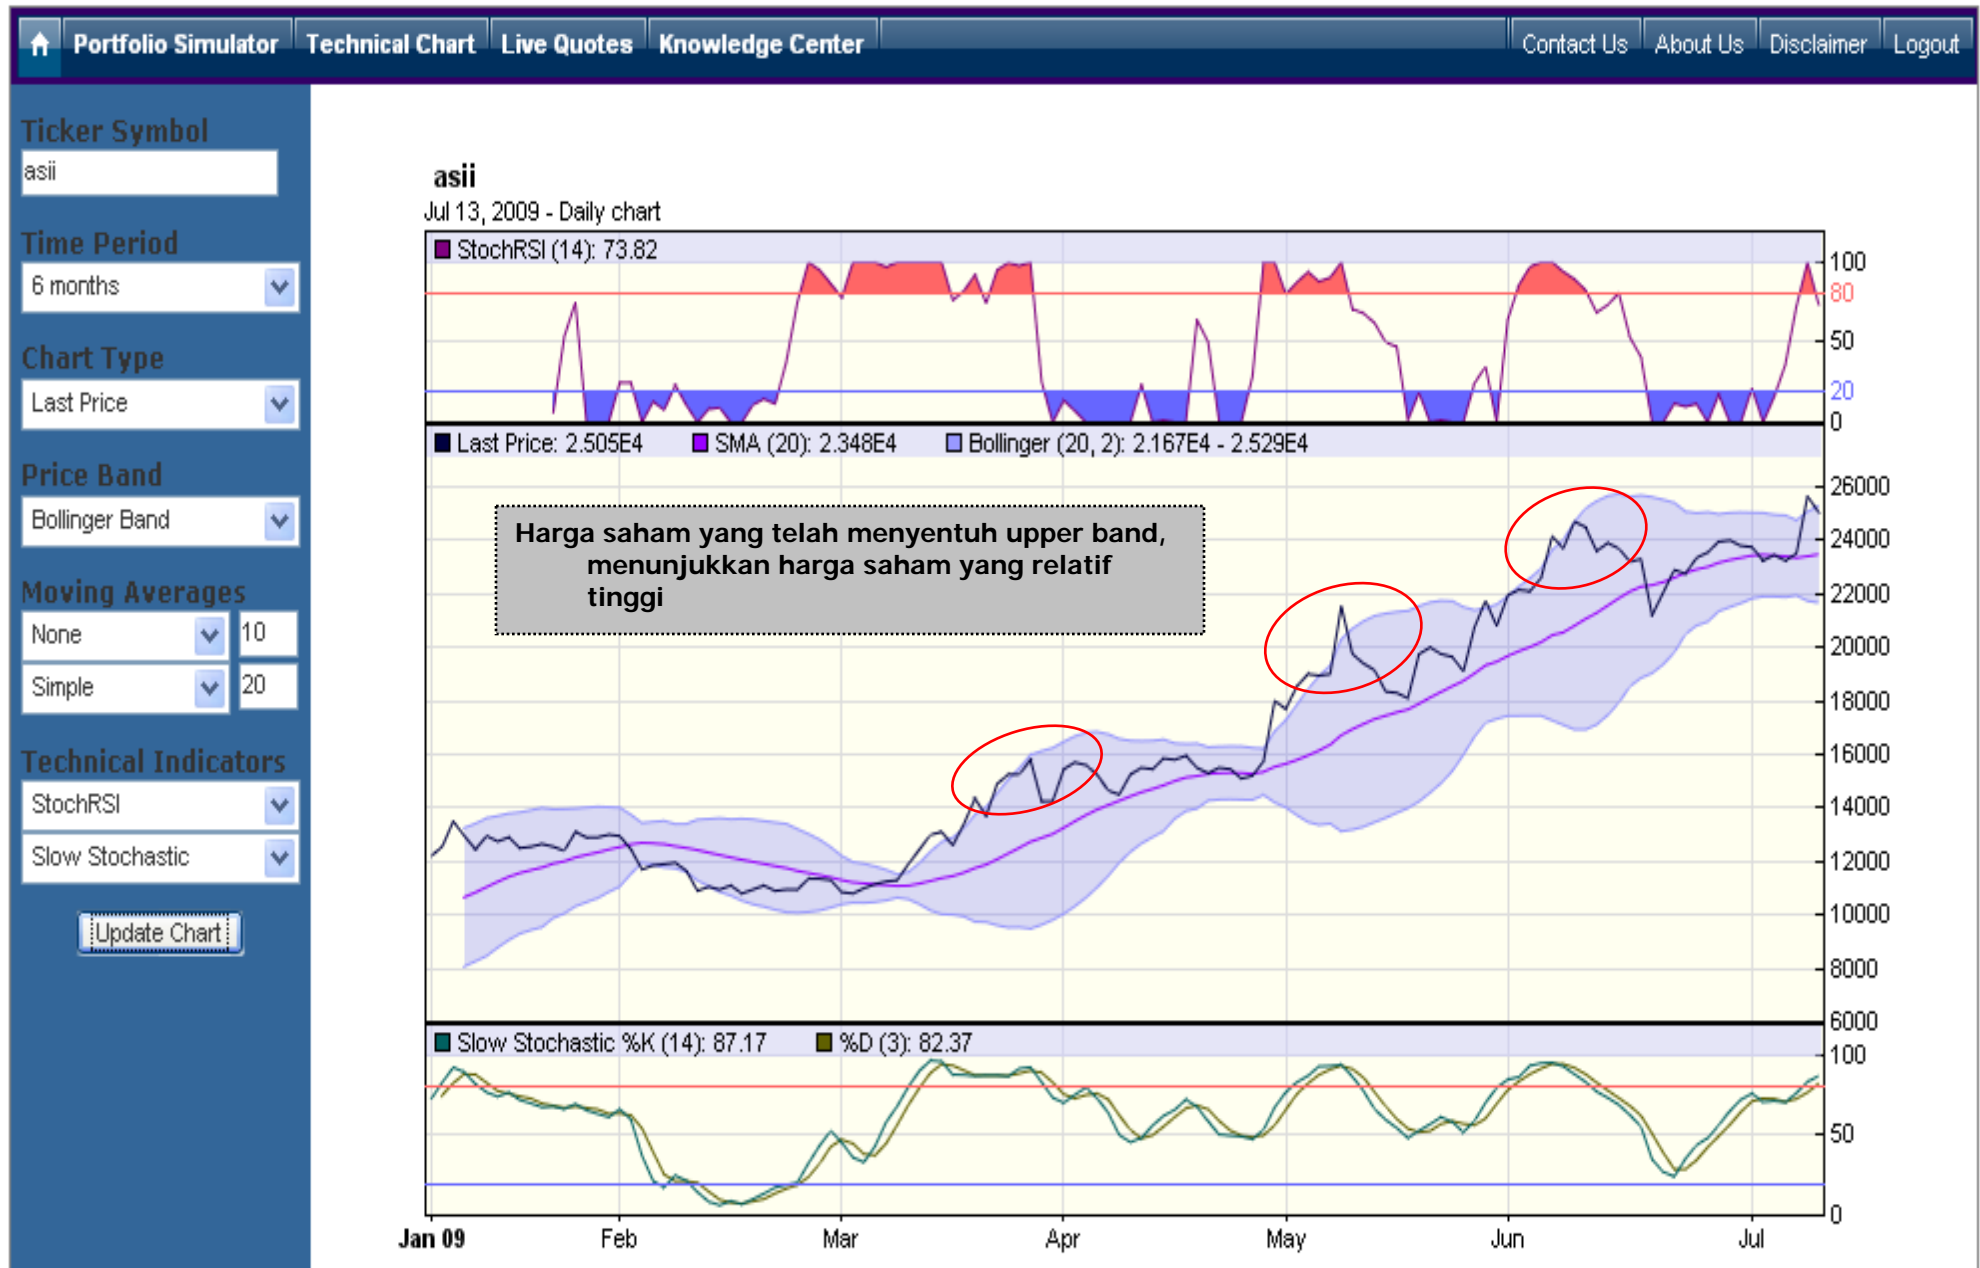 Portfolio Simulator Technical Chart Live Quotes Knowledge Center Contact Us About Us Disclaimer Logout
Ticker Symbol
asii
Time Period
6 months
Chart Type
Last Price
Price Band
Bollinger Band
Moving Averages
None 10
Simple 20
Technical Indicators
StochRSI
Slow Stochastic
Update Chart
asii
Jul 13, 2009 - Daily chart
StochRSI (14): 73.82
100
80
50
20
0
Last Price: 2.505E4 SMA (20): 2.348E4 Bollinger (20, 2): 2.167E4 - 2.529E4
Harga saham yang telah menyentuh upper band,
menunjukkan harga saham yang relatif
tinggi
26000
24000
22000
20000
18000
16000
14000
12000
10000
8000
6000
Slow Stochastic %K (14): 87.17 %D (3): 82.37
100
50
0
Jan 09 Feb Mar Apr May Jun Jul